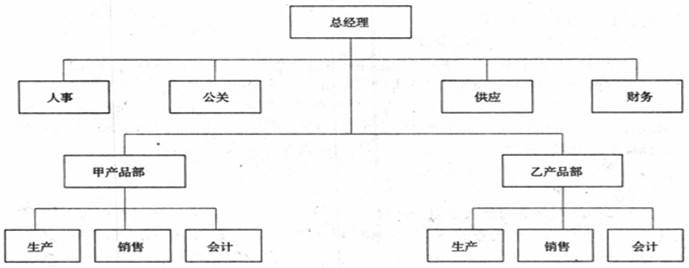 总经理
人事 公关 供应 财务
甲产品部 乙产品部
生产 销售 会计 生产 销售 会计